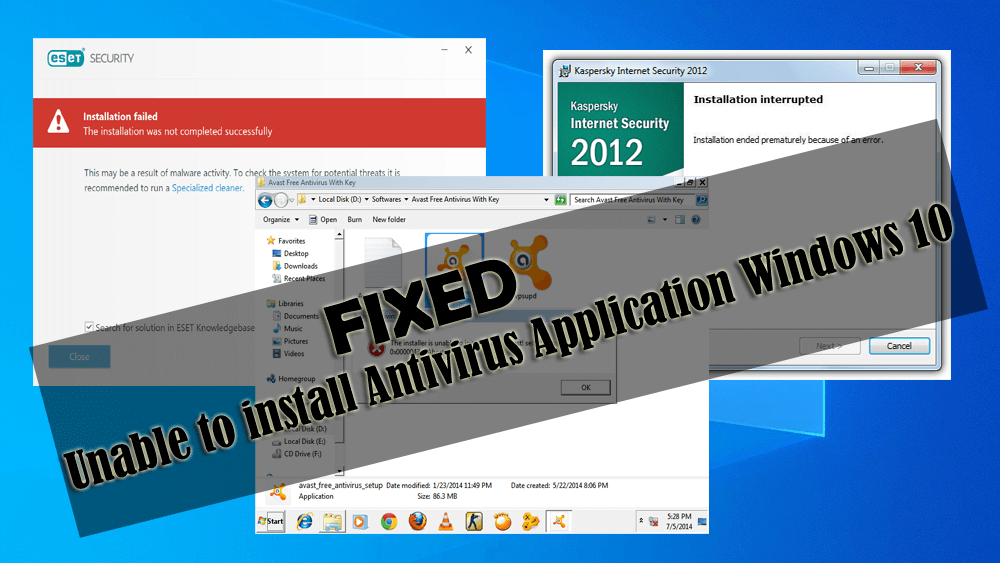 eset SECURITY
Installation failed
The installation was not completed successfully
This may be a result of malware activity. To check the system for potential threats it is
recommended to run a Specialized cleaner.
Search for solution in ESET Knowledgebase
Close
Kaspersky Internet Security 2012
Kaspersky
Internet Security
2012
Installation interrupted
Installation ended prematurely because of an error.
Next >
Cancel
Avast Free Antivirus With Key
Local Disk (D:) Softwares Avast Free Antivirus With Key
Search Avast Free Antivirus With Key
Organize Open Burn New folder
Favorites
Desktop
Downloads
Recent Places
Libraries
Documents
Music
Pictures
Videos
Homegroup
The installer is
OK
Local Disk (D:)
Local Disk (E:)
CD Drive (F:)
avast_free_antivirus_setup Date modified: 1/23/2014 11:49 PM Date created: 5/22/2014 8:06 PM
Application Size: 86.3 MB
Start
5:28 PM
7/5/2014
FIXED
Unable to install Antivirus Application Windows 10